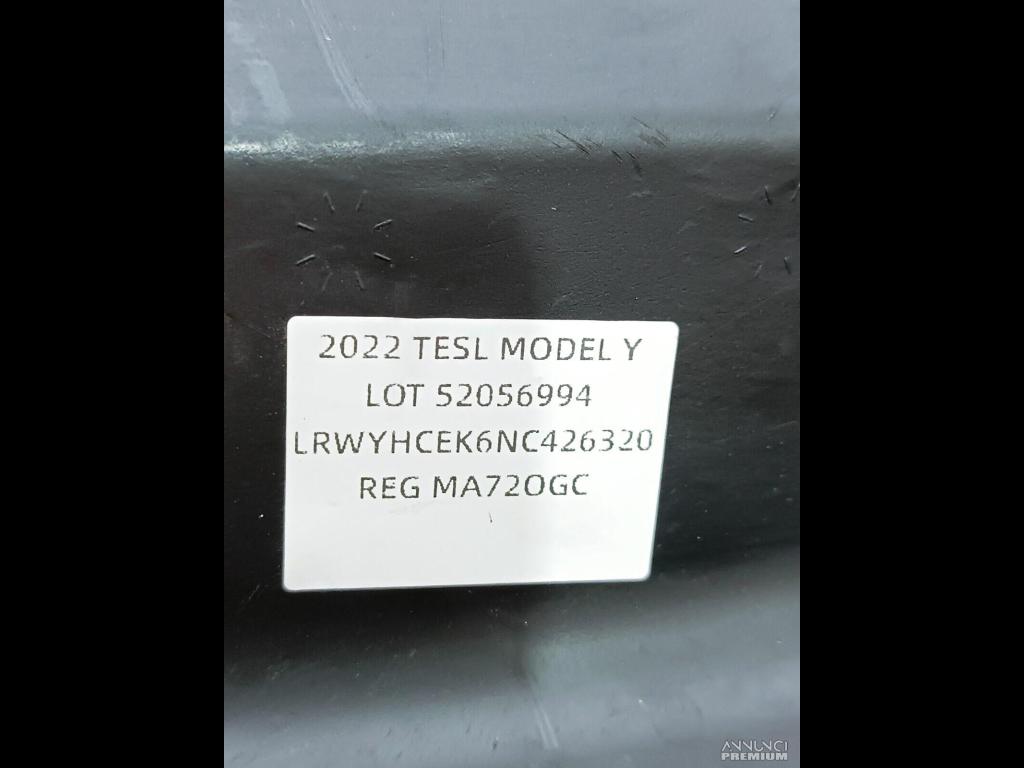 2022 TESL MODEL Y
LOT 52056994
LRWYHCEK6NC426320
REG MA72OGC
ANNUNCI
PREMIUM